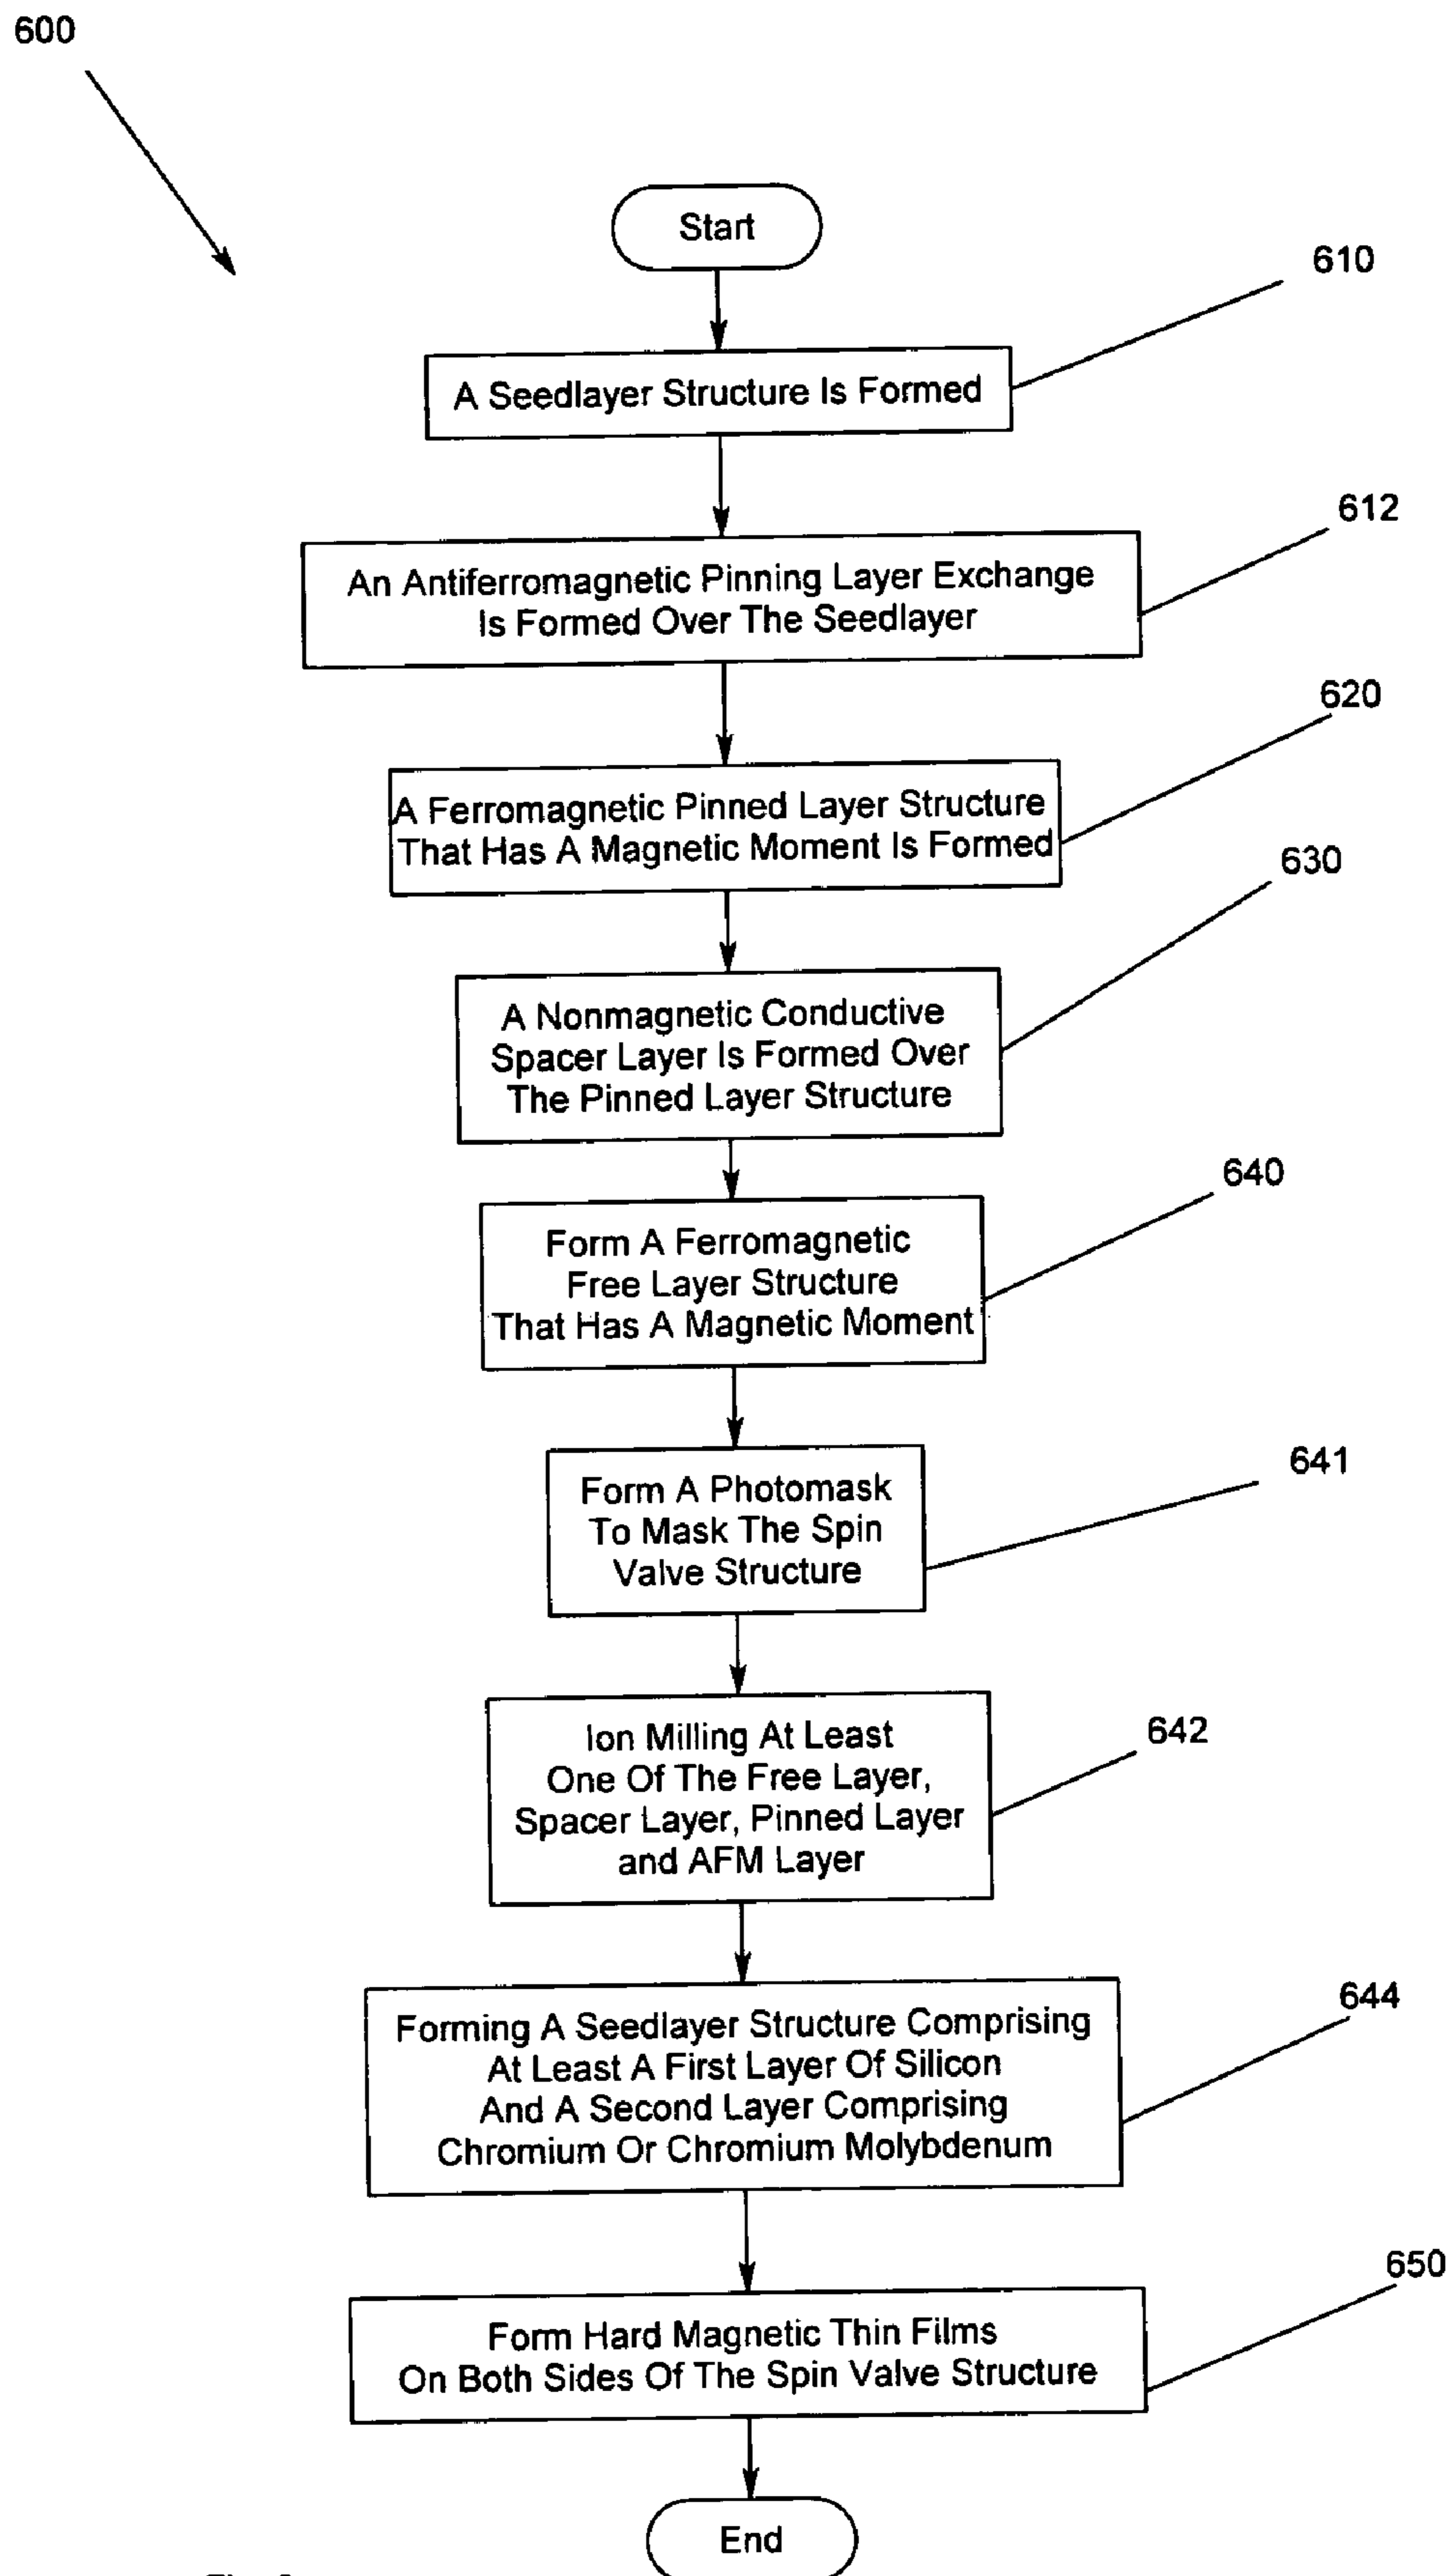 600
Start
610
A Seedlayer Structure Is Formed
612
An Antiferromagnetic Pinning Layer Exchange
Is Formed Over The Seedlayer
620
A Ferromagnetic Pinned Layer Structure
That Has A Magnetic Moment Is Formed
630
A Nonmagnetic Conductive
Spacer Layer Is Formed Over
The Pinned Layer Structure
640
Form A Ferromagnetic
Free Layer Structure
That Has A Magnetic Moment
641
Form A Photomask
To Mask The Spin
Valve Structure
642
Ion Milling At Least
One Of The Free Layer,
Spacer Layer, Pinned Layer
and AFM Layer
644
Forming A Seedlayer Structure Comprising
At Least A First Layer Of Silicon
And A Second Layer Comprising
Chromium Or Chromium Molybdenum
650
Form Hard Magnetic Thin Films
On Both Sides Of The Spin Valve Structure
End